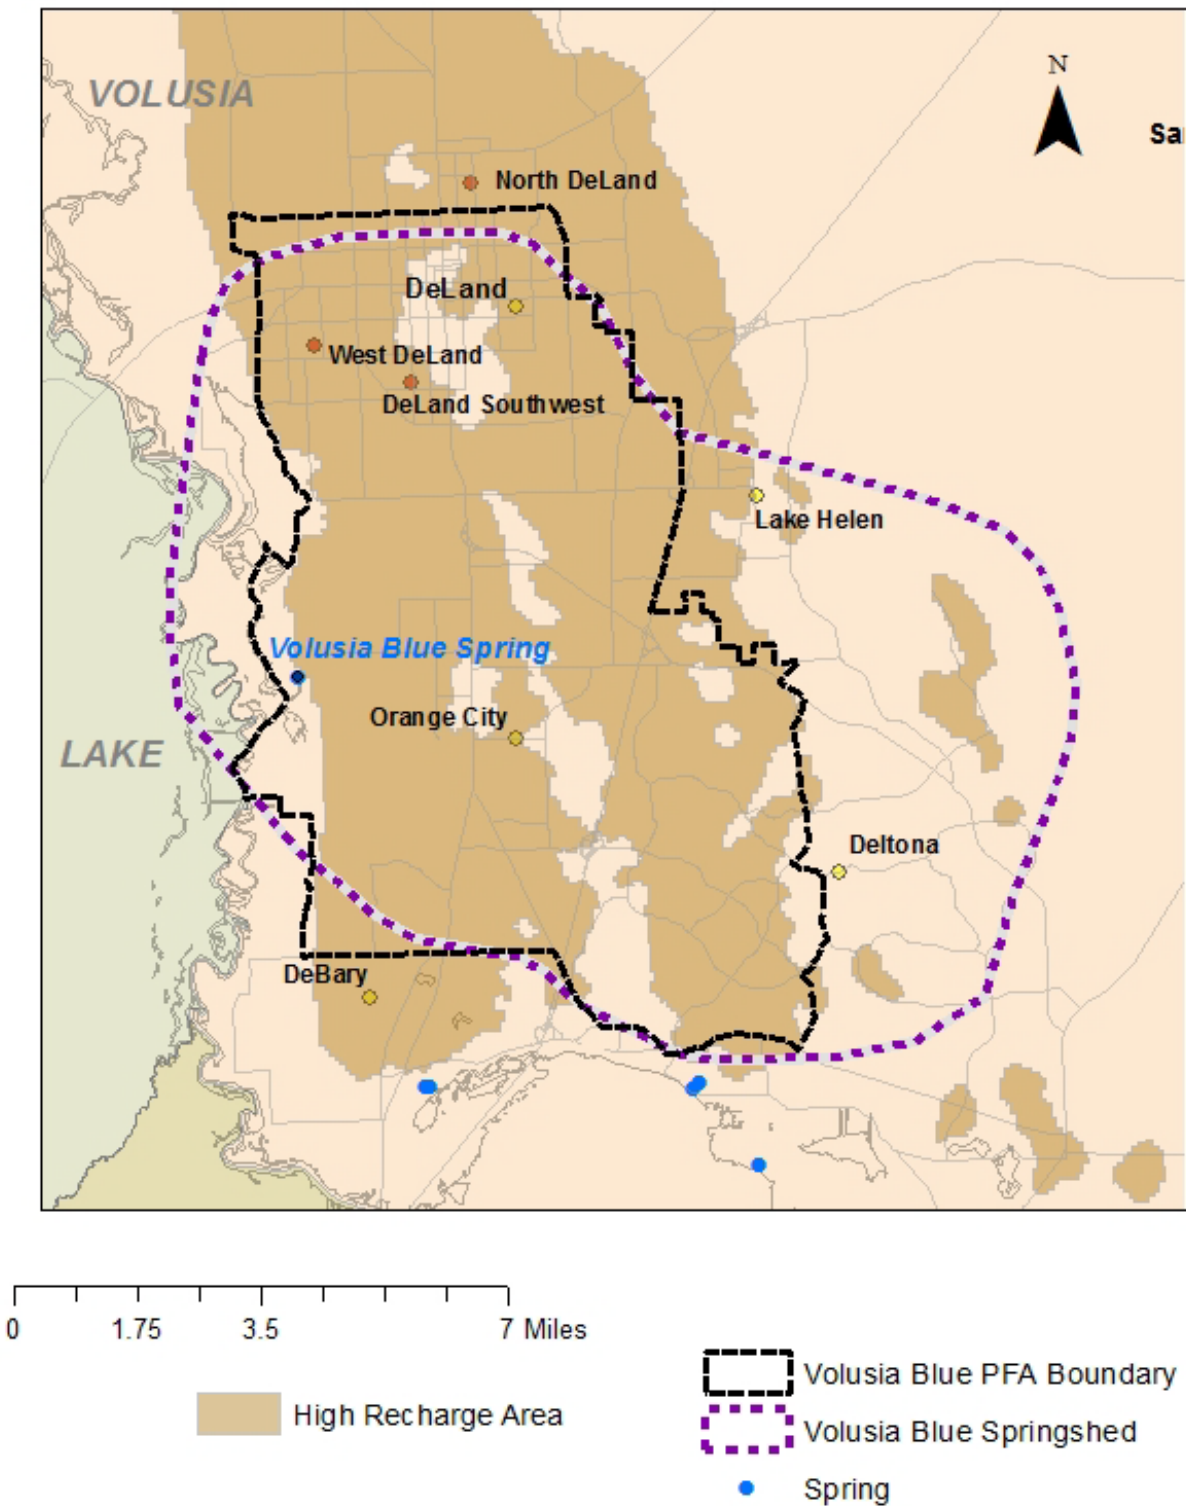 VOLUSIA
N
Sa
North DeLand
DeLand
West DeLand
DeLand Southwest
Lake Helen
Volusia Blue Spring
Orange City
LAKE
Deltona
DeBary
0 1.75 3.5 7 Miles
Volusia Blue PFA Boundary
High Recharge Area
Volusia Blue Springshed
Spring